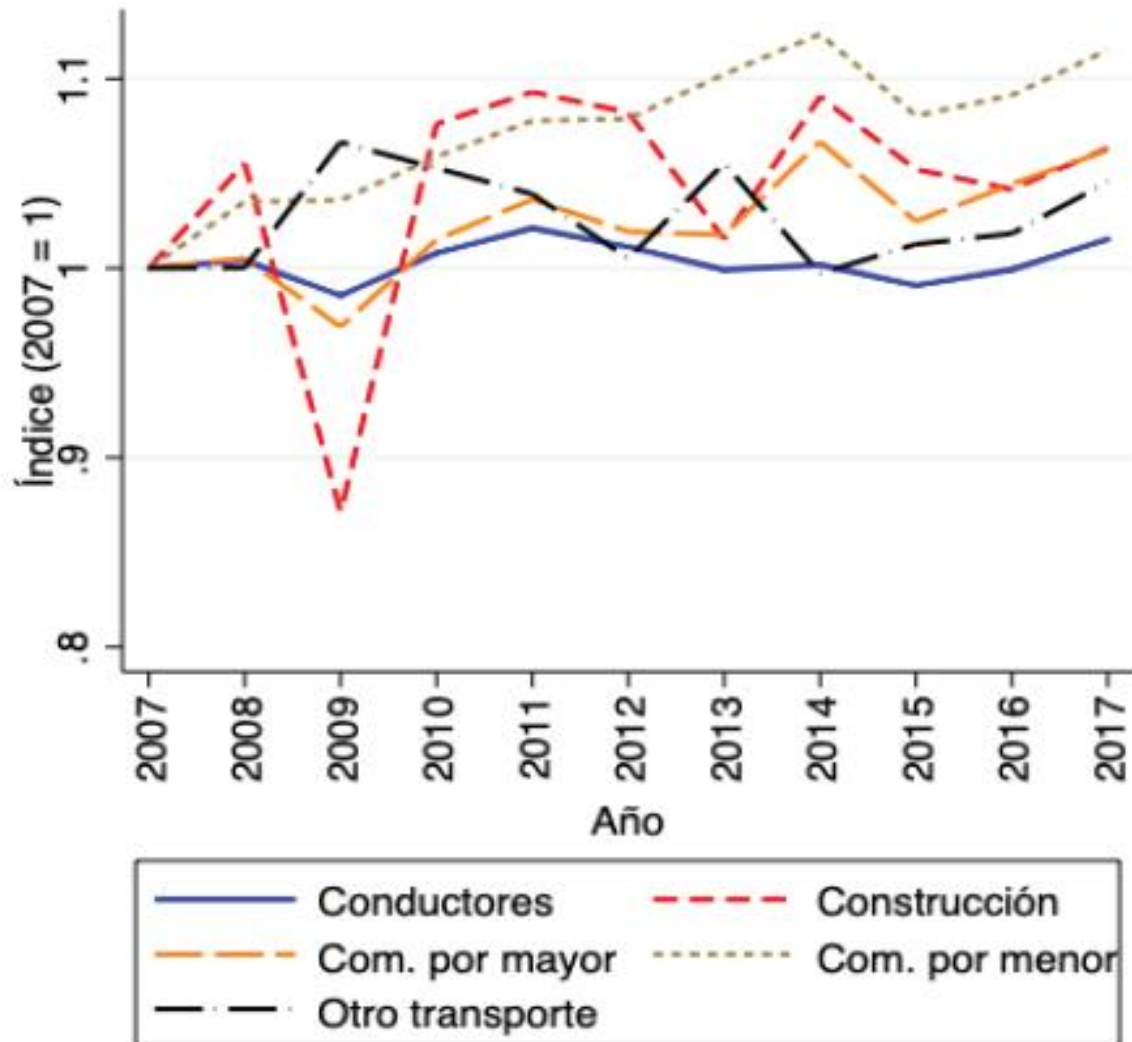 Índice (2007 = 1)
1.1
1
.9
.8
2007 2008 2009 2010 2011 2012 2013 2014 2015 2016 2017
Año
Conductores Construcción
Com. por mayor Com. por menor
Otro transporte